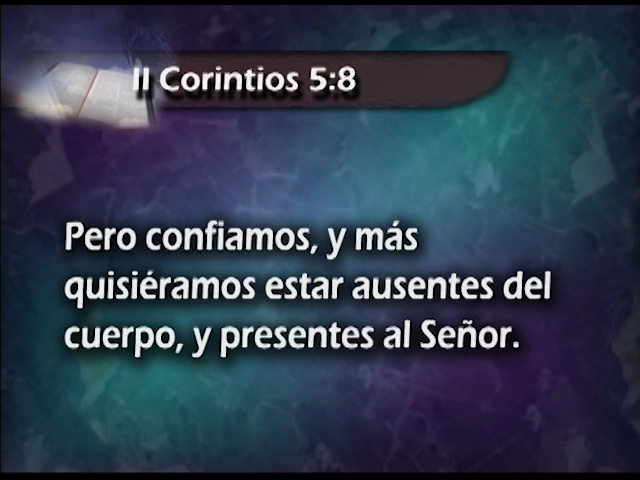 II Corintios 5:8
Pero confiamos, y más
quisiéramos estar ausentes del
cuerpo, y presentes al Señor.